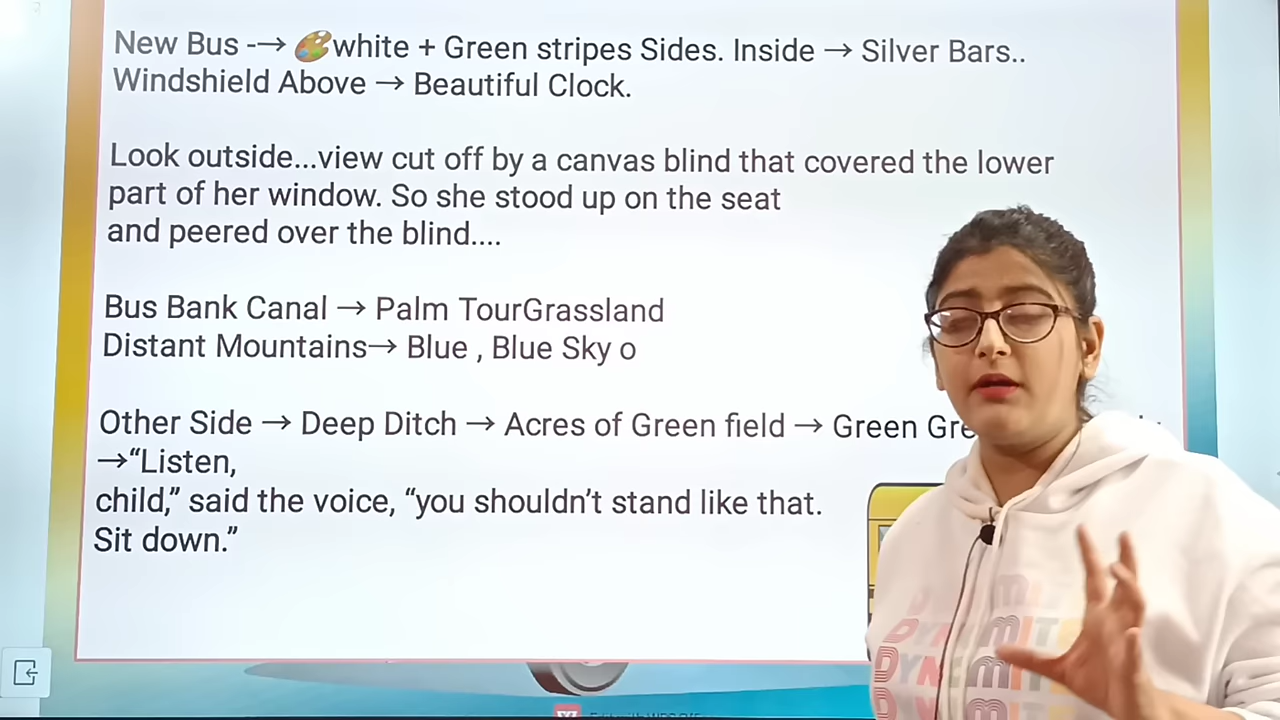 New Bus -→ 🎨white + Green stripes Sides. Inside → Silver Bars..
Windshield Above → Beautiful Clock.
Look outside...view cut off by a canvas blind that covered the lower
part of her window. So she stood up on the seat
and peered over the blind....
Bus Bank Canal → Palm TourGrassland
Distant Mountains→ Blue , Blue Sky o
Other Side → Deep Ditch → Acres of Green field → Green Gre
→“Listen,
child,” said the voice, “you shouldn’t stand like that.
Sit down.”
DYNEMITE